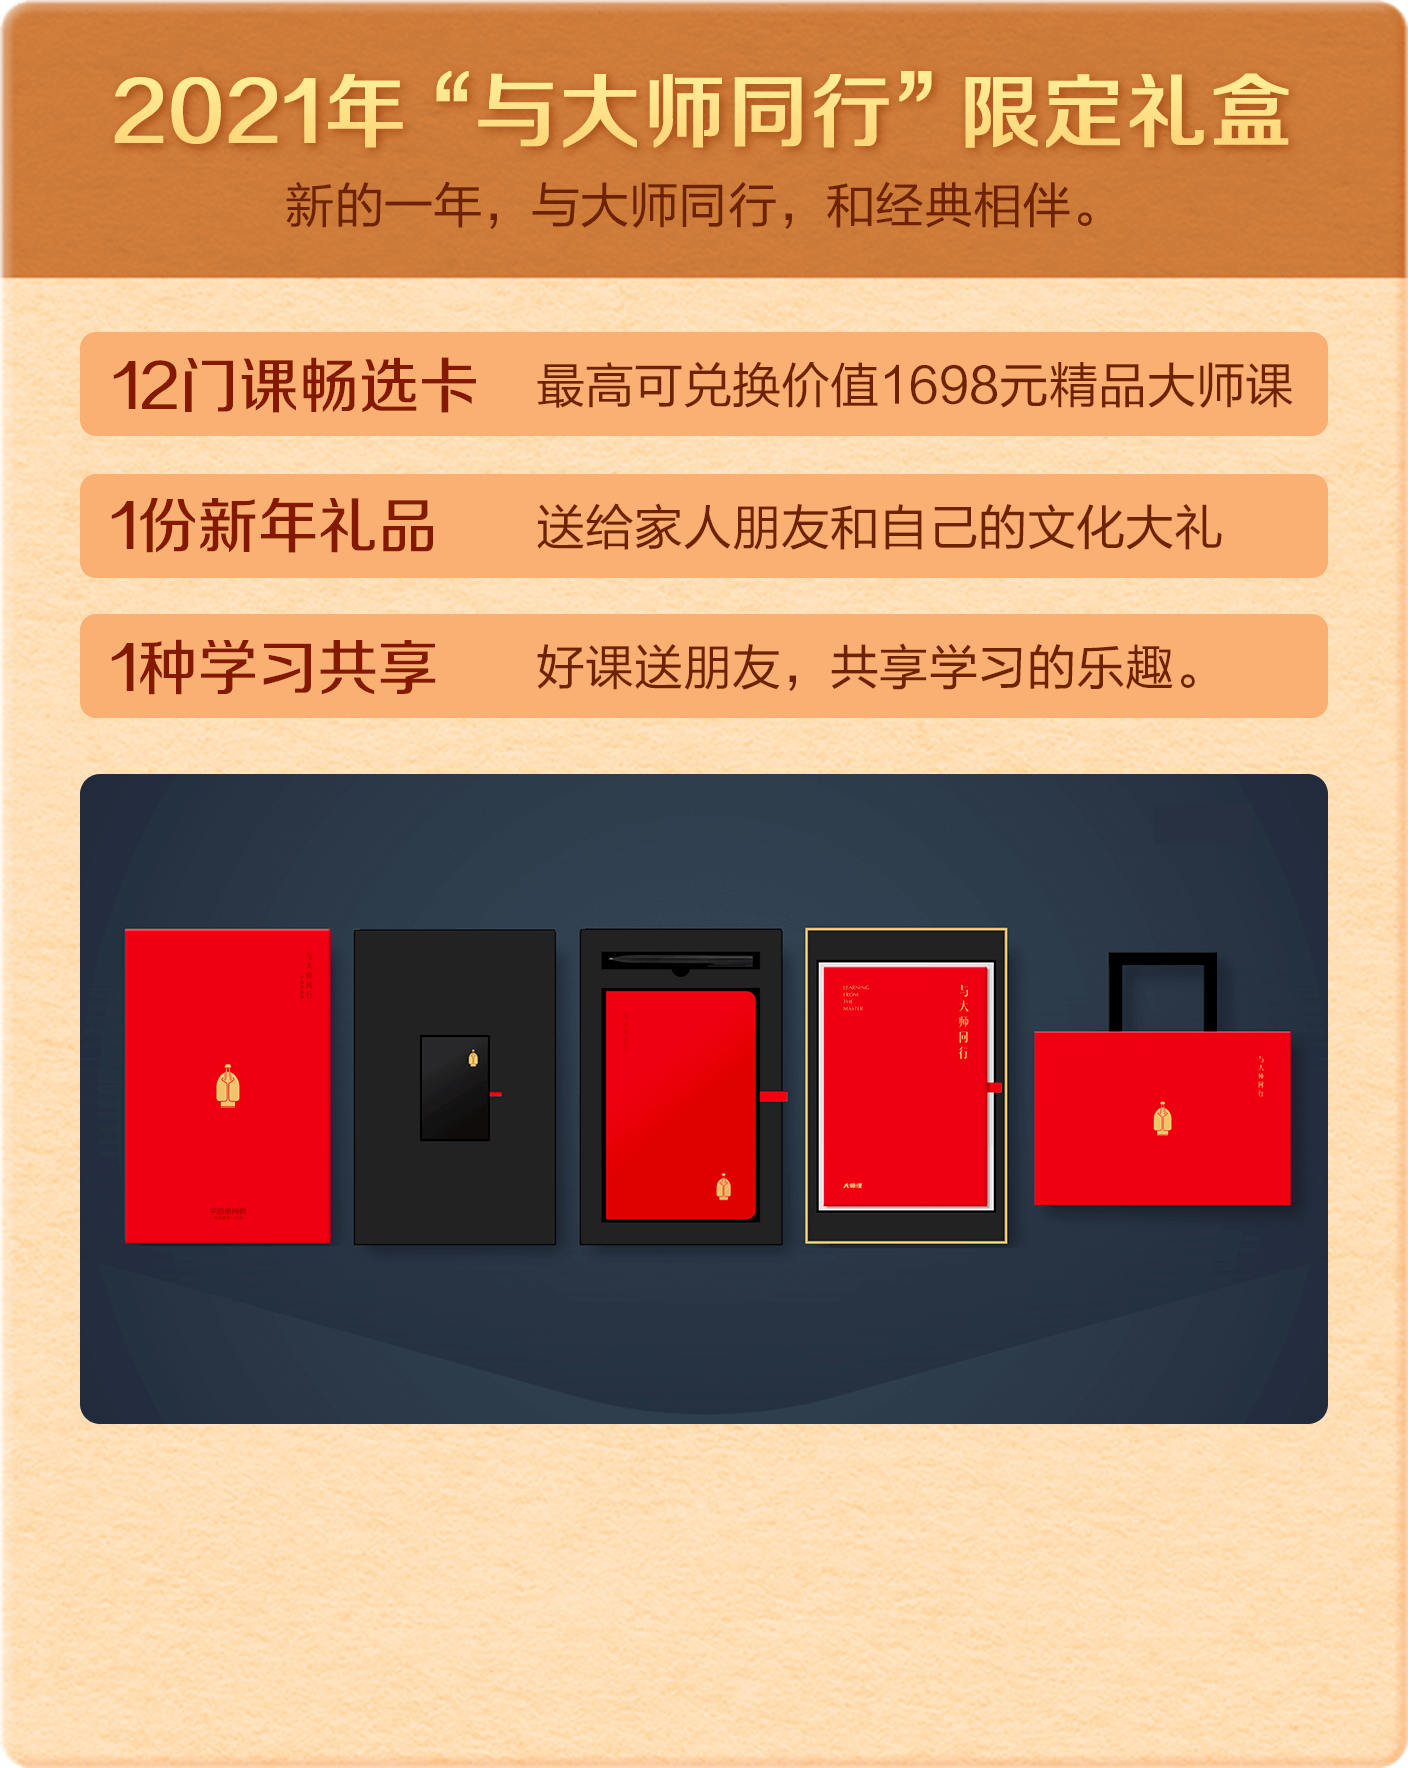 2021年“与大师同行”限定礼盒
新的一年，与大师同行，和经典相伴。
12门课畅选卡 最高可兑换价值1698元精品大师课
1份新年礼品 送给家人朋友和自己的文化大礼
1种学习共享 好课送朋友，共享学习的乐趣。
与大师同行
LEARNING
FROM
THE
MASTER
与大师同行
大师课
与大师同行